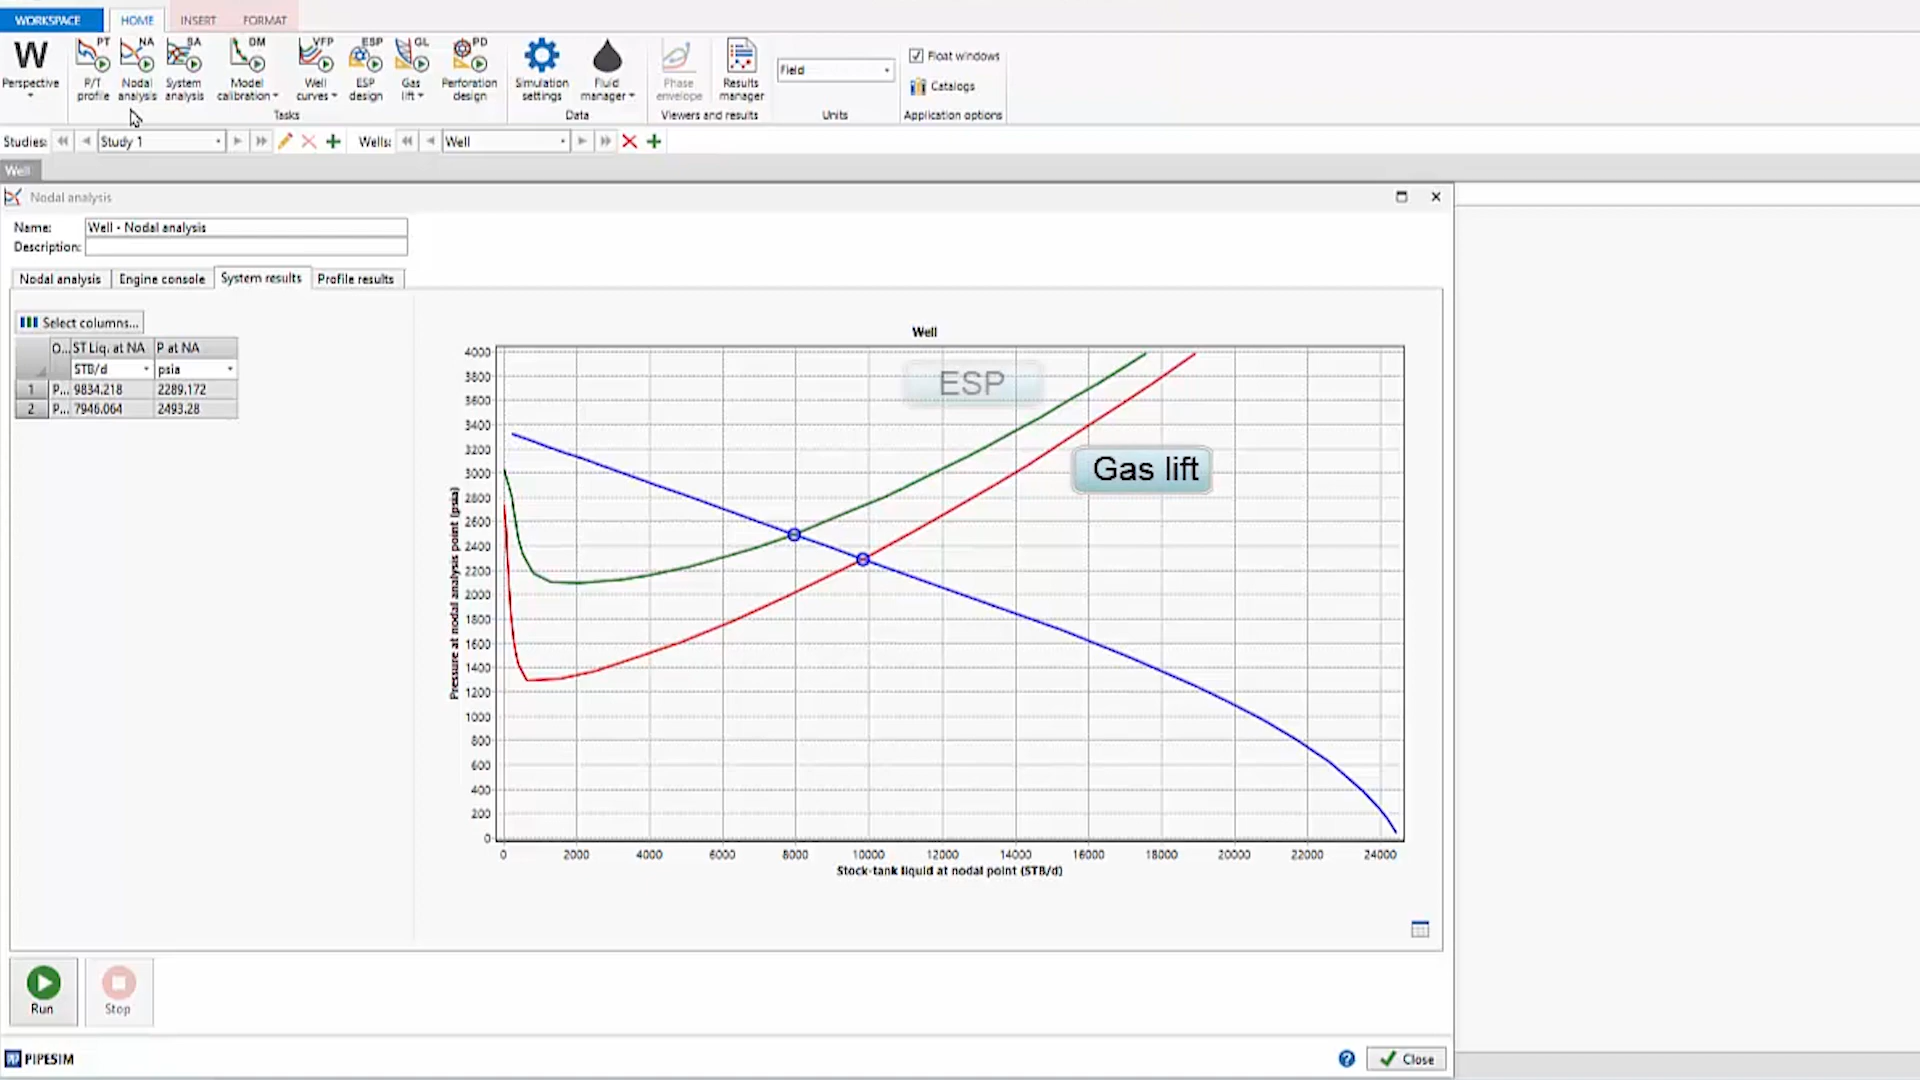 WORKSPACE HOME INSERT FORMAT
W PT NA SA DM VFP ESP GL PD
Perspective P/T profile Nodal analysis System analysis Model calibration Well curves ESP design Gas lift Perforation design Simulation settings Fluid manager Phase envelope Results manager Field Float windows Catalogs
Tasks Data Viewers and results Units Application options
Studies: Study 1 Wells: Well
Well
Nodal analysis
Name: Well - Nodal analysis
Description:
Nodal analysis Engine console System results Profile results
Select columns...
O... ST Liq. at NA P at NA
STB/d psia
1 P... 9834.218 2289.172
2 P... 7946.064 2493.28
Well
ESP
Gas lift
4000
3800
3600
3400
3200
3000
2800
2600
2400
2200
2000
1800
1600
1400
1200
1000
800
600
400
200
0
Pressure at nodal analysis point (psia)
0 2000 4000 6000 8000 10000 12000 14000 16000 18000 20000 22000 24000
Stock-tank liquid at nodal point (STB/d)
Run Stop
PIPESIM ? Close